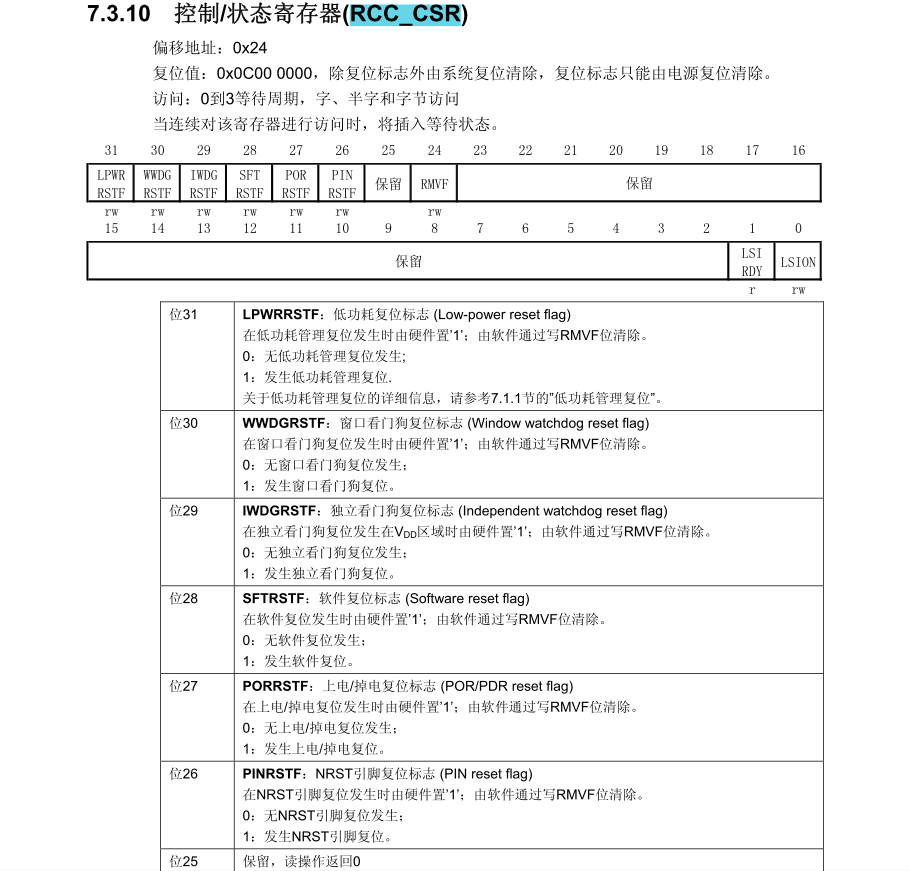 7.3.10 控制/状态寄存器(RCC_CSR)
偏移地址：0x24
复位值：0x0C00 0000，除复位标志外由系统复位清除，复位标志只能由电源复位清除。
访问：0到3等待周期，字、半字和字节访问
当连续对该寄存器进行访问时，将插入等待状态。
31 30 29 28 27 26 25 24 23 22 21 20 19 18 17 16
LPWR WWDG IWDG SFT POR PIN 保留 RMVF 保留
RSTF RSTF RSTF RSTF RSTF RSTF
rw rw rw rw rw rw rw
15 14 13 12 11 10 9 8 7 6 5 4 3 2 1 0
保留 LSI LSION
RDY
r rw
位31 LPWRRSTF：低功耗复位标志 (Low-power reset flag)
在低功耗管理复位发生时由硬件置’1’；由软件通过写RMVF位清除。
0：无低功耗管理复位发生;
1：发生低功耗管理复位.
关于低功耗管理复位的详细信息，请参考7.1.1节的”低功耗管理复位”。
位30 WWDGRSTF：窗口看门狗复位标志 (Window watchdog reset flag)
在窗口看门狗复位发生时由硬件置’1’；由软件通过写RMVF位清除。
0：无窗口看门狗复位发生；
1：发生窗口看门狗复位。
位29 IWDGRSTF：独立看门狗复位标志 (Independent watchdog reset flag)
在独立看门狗复位发生在VDD区域时由硬件置’1’；由软件通过写RMVF位清除。
0：无独立看门狗复位发生；
1：发生独立看门狗复位。
位28 SFTRSTF：软件复位标志 (Software reset flag)
在软件复位发生时由硬件置’1’；由软件通过写RMVF位清除。
0：无软件复位发生；
1：发生软件复位。
位27 PORRSTF：上电/掉电复位标志 (POR/PDR reset flag)
在上电/掉电复位发生时由硬件置’1’；由软件通过写RMVF位清除。
0：无上电/掉电复位发生；
1：发生上电/掉电复位。
位26 PINRSTF：NRST引脚复位标志 (PIN reset flag)
在NRST引脚复位发生时由硬件置’1’；由软件通过写RMVF位清除。
0：无NRST引脚复位发生；
1：发生NRST引脚复位。
位25 保留，读操作返回0